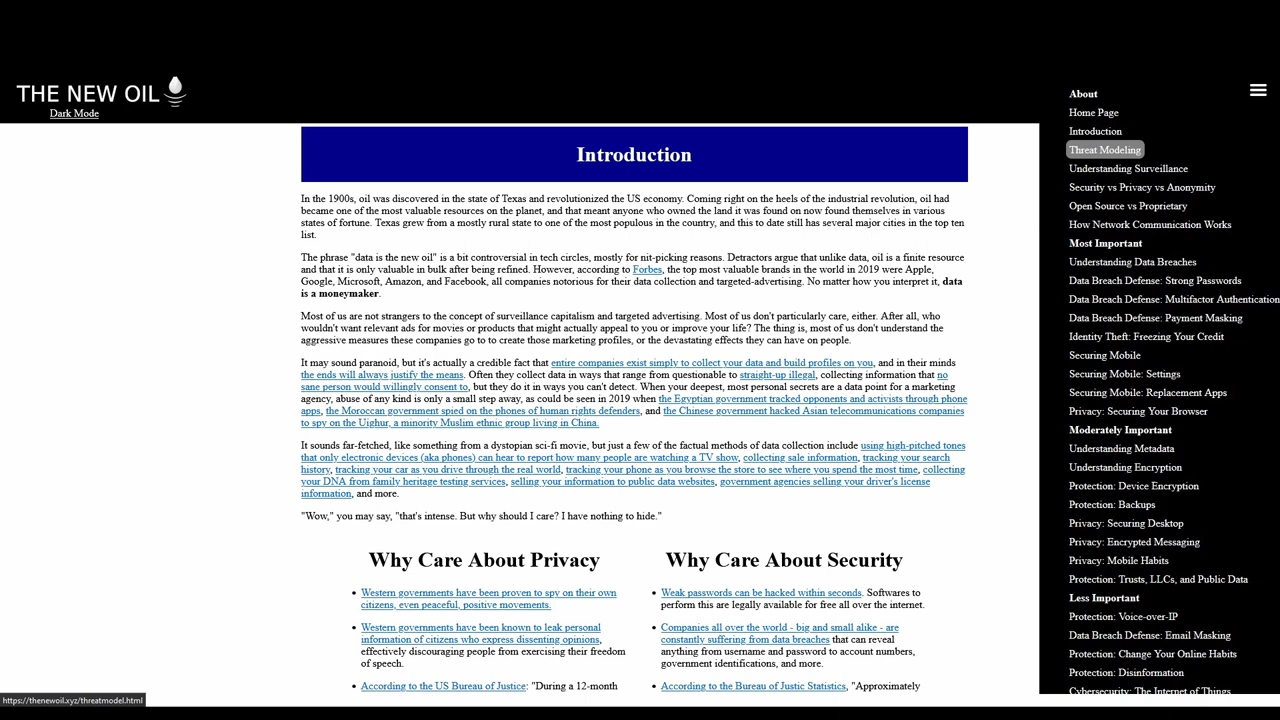 THE NEW OIL
Dark Mode
Introduction
In the 1900s, oil was discovered in the state of Texas and revolutionized the US economy. Coming right on the heels of the industrial revolution, oil had
became one of the most valuable resources on the planet, and that meant anyone who owned the land it was found on now found themselves in various
states of fortune. Texas grew from a mostly rural state to one of the most populous in the country, and this to date still has several major cities in the top ten
list.
The phrase "data is the new oil" is a bit controversial in tech circles, mostly for nit-picking reasons. Detractors argue that unlike data, oil is a finite resource
and that it is only valuable in bulk after being refined. However, according to Forbes, the top most valuable brands in the world in 2019 were Apple,
Google, Microsoft, Amazon, and Facebook, all companies notorious for their data collection and targeted-advertising. No matter how you interpret it, data
is a moneymaker.
Most of us are not strangers to the concept of surveillance capitalism and targeted advertising. Most of us don't particularly care, either. After all, who
wouldn't want relevant ads for movies or products that might actually appeal to you or improve your life? The thing is, most of us don't understand the
aggressive measures these companies go to to create those marketing profiles, or the devastating effects they can have on people.
It may sound paranoid, but it's actually a credible fact that entire companies exist simply to collect your data and build profiles on you, and in their minds
the ends will always justify the means. Often they collect data in ways that range from questionable to straight-up illegal, collecting information that no
sane person would willingly consent to, but they do it in ways you can't detect. When your deepest, most personal secrets are a data point for a marketing
agency, abuse of any kind is only a small step away, as could be seen in 2019 when the Egyptian government tracked opponents and activists through phone
apps, the Moroccan government spied on the phones of human rights defenders, and the Chinese government hacked Asian telecommunications companies
to spy on the Uighur, a minority Muslim ethnic group living in China.
It sounds far-fetched, like something from a dystopian sci-fi movie, but just a few of the factual methods of data collection include using high-pitched tones
that only electronic devices (aka phones) can hear to report how many people are watching a TV show, collecting sale information, tracking your search
history, tracking your car as you drive through the real world, tracking your phone as you browse the store to see where you spend the most time, collecting
your DNA from family heritage testing services, selling your information to public data websites, government agencies selling your driver's license
information, and more.
"Wow," you may say, "that's intense. But why should I care? I have nothing to hide."
Why Care About Privacy
Western governments have been proven to spy on their own
citizens, even peaceful, positive movements.
Western governments have been known to leak personal
information of citizens who express dissenting opinions,
effectively discouraging people from exercising their freedom
of speech.
According to the US Bureau of Justice: "During a 12-month
Why Care About Security
Weak passwords can be hacked within seconds. Softwares to
perform this are legally available for free all over the internet.
Companies all over the world - big and small alike - are
constantly suffering from data breaches that can reveal
anything from username and password to account numbers,
government identifications, and more.
According to the Bureau of Justic Statistics, "Approximately
About
Home Page
Introduction
Threat Modeling
Understanding Surveillance
Security vs Privacy vs Anonymity
Open Source vs Proprietary
How Network Communication Works
Most Important
Understanding Data Breaches
Data Breach Defense: Strong Passwords
Data Breach Defense: Multifactor Authentication
Data Breach Defense: Payment Masking
Identity Theft: Freezing Your Credit
Securing Mobile
Securing Mobile: Settings
Securing Mobile: Replacement Apps
Privacy: Securing Your Browser
Moderately Important
Understanding Metadata
Understanding Encryption
Protection: Device Encryption
Protection: Backups
Privacy: Securing Desktop
Privacy: Encrypted Messaging
Privacy: Mobile Habits
Protection: Trusts, LLCs, and Public Data
Less Important
Protection: Voice-over-IP
Data Breach Defense: Email Masking
Protection: Change Your Online Habits
Protection: Disinformation
Cybersecurity: The Internet of Things
https://thenewoil.xyz/threatmodel.html